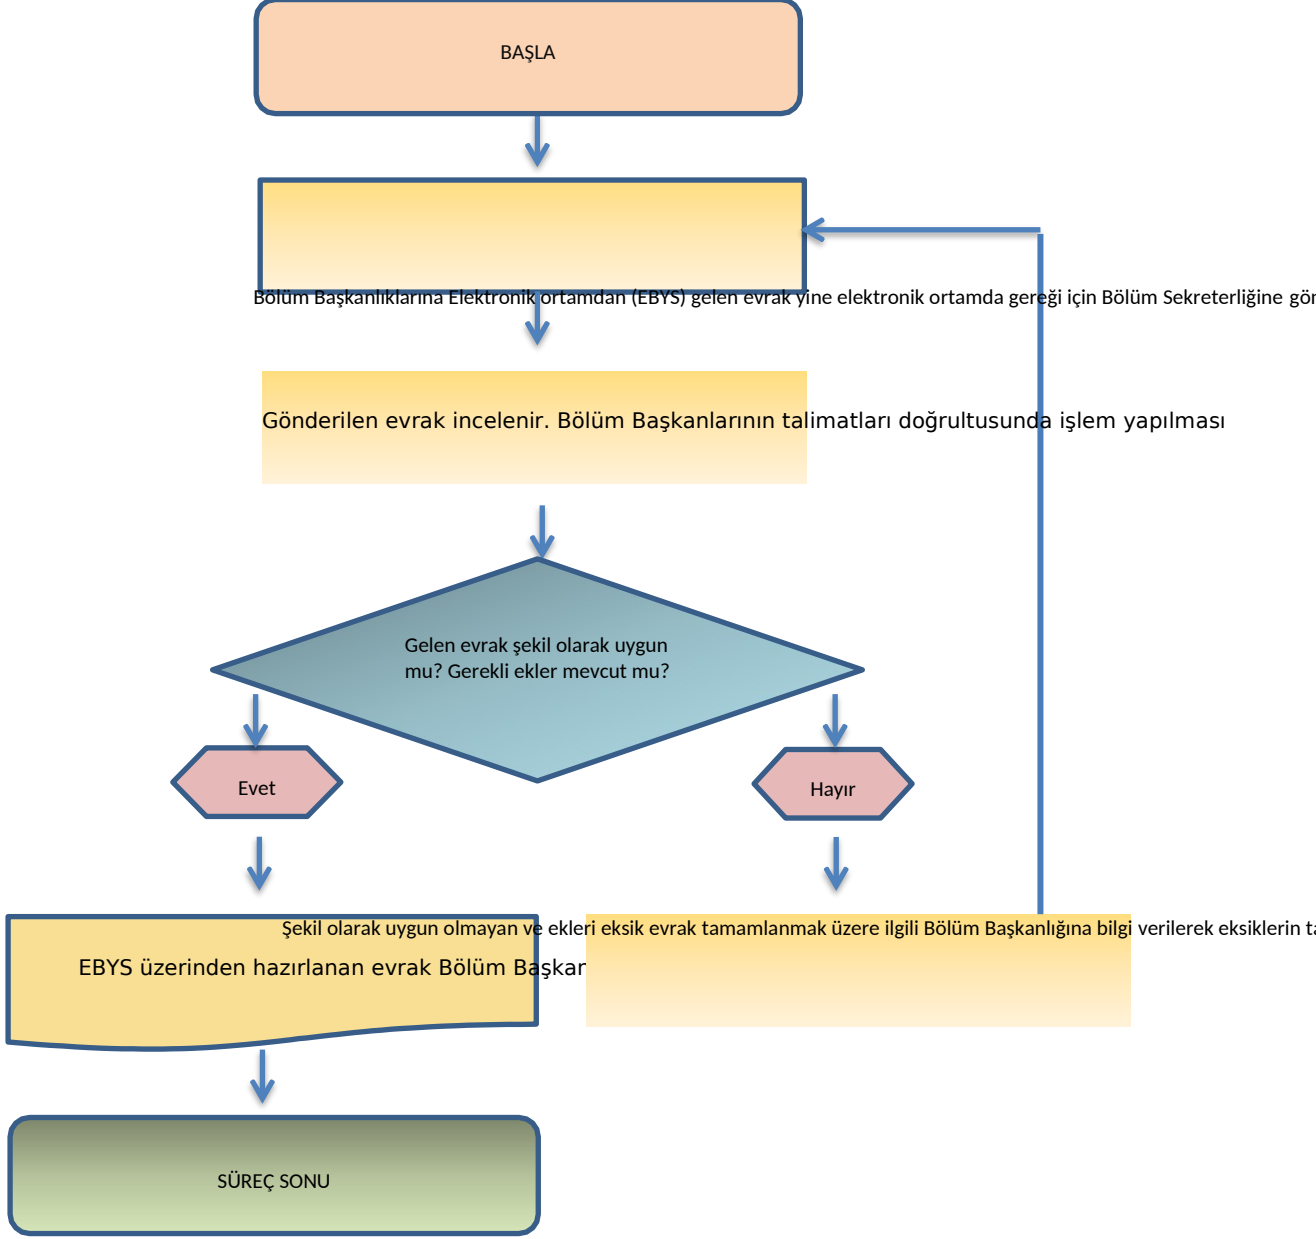 BAŞLA
Bölüm Başkanlıklarına Elektronik ortamdan (EBYS) gelen evrak yine elektronik ortamda gereği için Bölüm Sekreterliğine
Gönderilen evrak incelenir. Bölüm Başkanlarının talimatları doğrultusunda işlem yapılması
Gelen evrak şekil olarak uygun
mu? Gerekli ekler mevcut mu?
Evet
Hayır
Şekil olarak uygun olmayan ve ekleri eksik evrak tamamlanmak üzere ilgili Bölüm Başkanlığına bilgi verilerek eksiklerin
EBYS üzerinden hazırlanan evrak Bölüm
SÜREÇ SONU